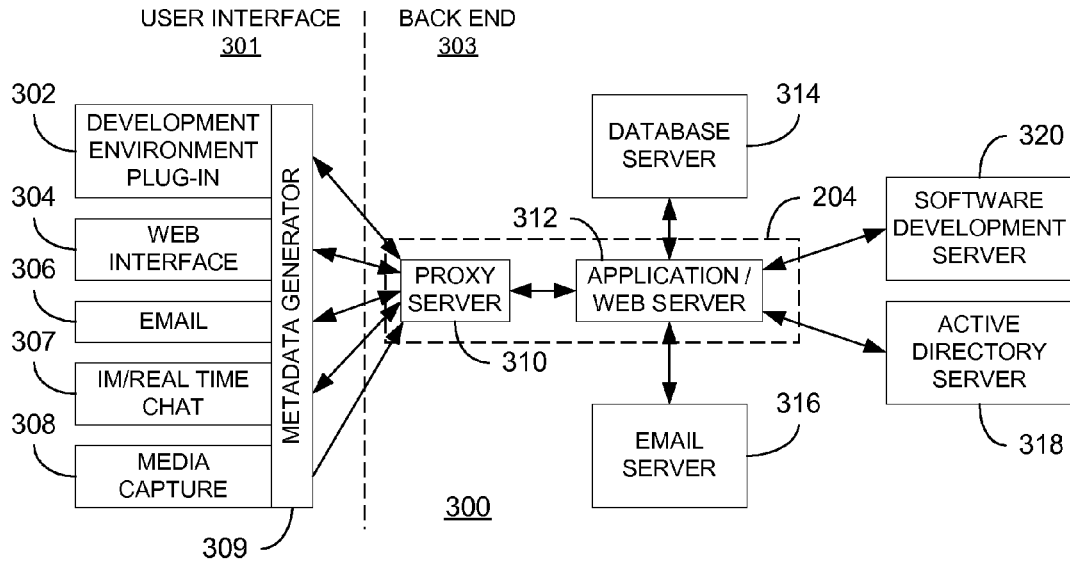 USER INTERFACE
301
BACK END
303
302
DEVELOPMENT
ENVIRONMENT
PLUG-IN
304
WEB
INTERFACE
306
EMAIL
307
IM/REAL TIME
CHAT
308
MEDIA
CAPTURE
METADATA GENERATOR
309
PROXY
SERVER
310
312
APPLICATION /
WEB SERVER
204
DATABASE
SERVER
314
EMAIL
SERVER
316
320
SOFTWARE
DEVELOPMENT
SERVER
ACTIVE
DIRECTORY
SERVER
318
300